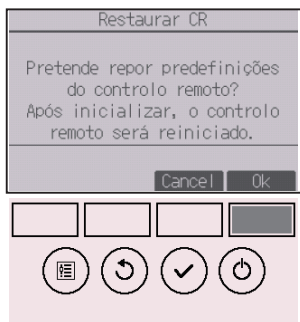 Restaurar CR
Pretende repor predefinições
do controlo remoto?
Após inicializar, o controlo
remoto será reiniciado.
Cancel Ok